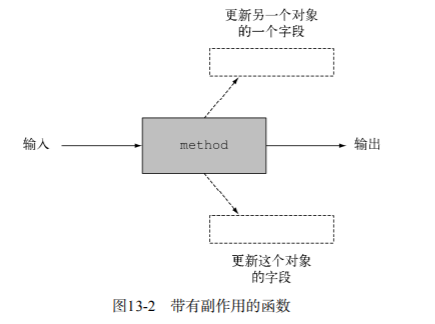 更新另一个对象
的一个字段
输入
method
输出
更新这个对象
的字段
图13-2 带有副作用的函数